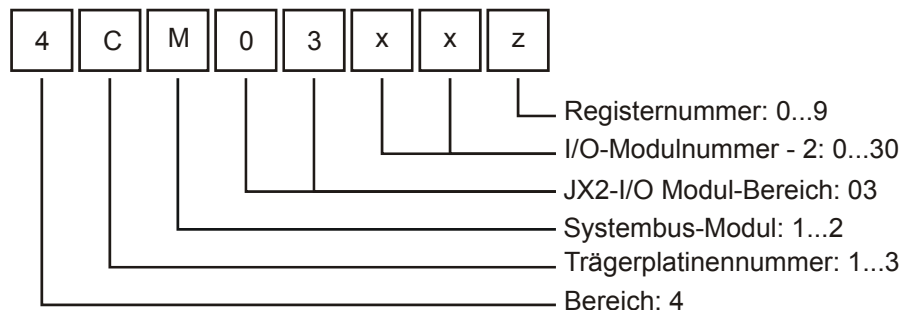 4 C M 0 3 x x z
Registernummer: 0...9
I/O-Modulnummer - 2: 0...30
JX2-I/O Modul-Bereich: 03
Systembus-Modul: 1...2
Trägerplatinennummer: 1...3
Bereich: 4